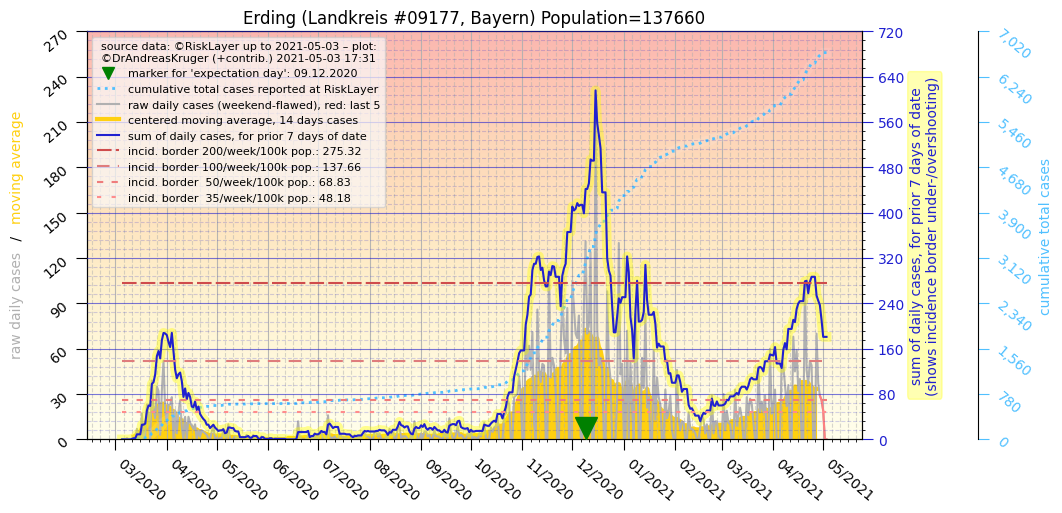 Erding (Landkreis #09177, Bayern) Population=137660
source data: ©RiskLayer up to 2021-05-03 – plot:
©DrAndreasKruger (+contrib.) 2021-05-03 17:31
marker for 'expectation day': 09.12.2020
cumulative total cases reported at RiskLayer
raw daily cases (weekend-flawed), red: last 5
centered moving average, 14 days cases
sum of daily cases, for prior 7 days of date
incid. border 200/week/100k pop.: 275.32
incid. border 100/week/100k pop.: 137.66
incid. border 50/week/100k pop.: 68.83
incid. border 35/week/100k pop.: 48.18
raw daily cases / moving average
270
240
210
180
150
120
90
60
30
0
03/2020
04/2020
05/2020
06/2020
07/2020
08/2020
09/2020
10/2020
11/2020
12/2020
01/2021
02/2021
03/2021
04/2021
05/2021
720
640
560
480
400
320
240
160
80
0
sum of daily cases, for prior 7 days of date
(shows incidence border under-/overshooting)
7,020
6,240
5,460
4,680
3,900
3,120
2,340
1,560
780
0
cumulative total cases